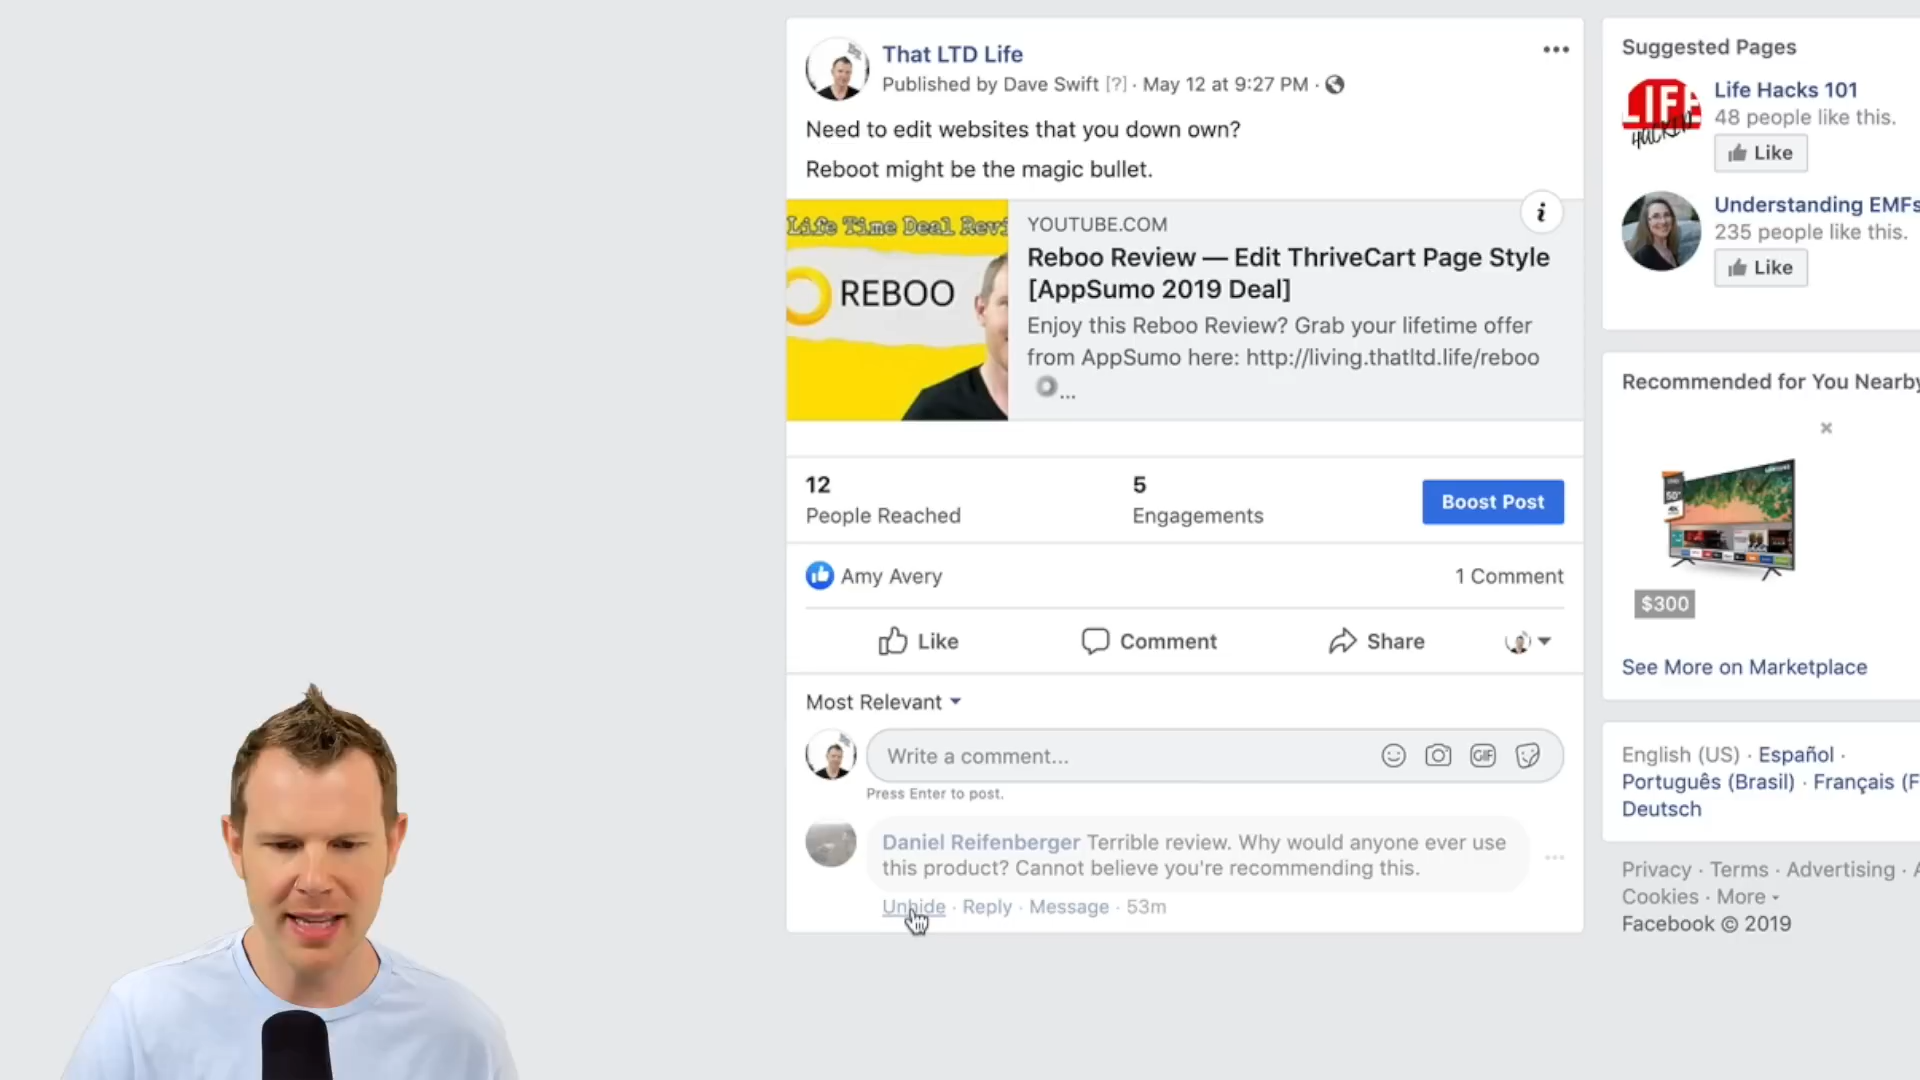 That LTD Life
Published by Dave Swift [?] · May 12 at 9:27 PM ·
Need to edit websites that you down own?
Reboot might be the magic bullet.
Life Time Deal Revi
REBOO
YOUTUBE.COM
Reboo Review — Edit ThriveCart Page Style
[AppSumo 2019 Deal]
Enjoy this Reboo Review? Grab your lifetime offer
from AppSumo here: http://living.thatltd.life/reboo
...
12
People Reached
5
Engagements
Boost Post
Amy Avery
1 Comment
Like
Comment
Share
Most Relevant
Write a comment...
GIF
Press Enter to post.
Daniel Reifenberger Terrible review. Why would anyone ever use
this product? Cannot believe you're recommending this.
Unhide · Reply · Message · 53m
Suggested Pages
LIFE
HACKED
Life Hacks 101
48 people like this.
Like
Understanding EMFs
235 people like this.
Like
Recommended for You Nearby
50"
4K
$300
See More on Marketplace
English (US) · Español ·
Português (Brasil) · Français (F
Deutsch
Privacy · Terms · Advertising · A
Cookies · More
Facebook © 2019